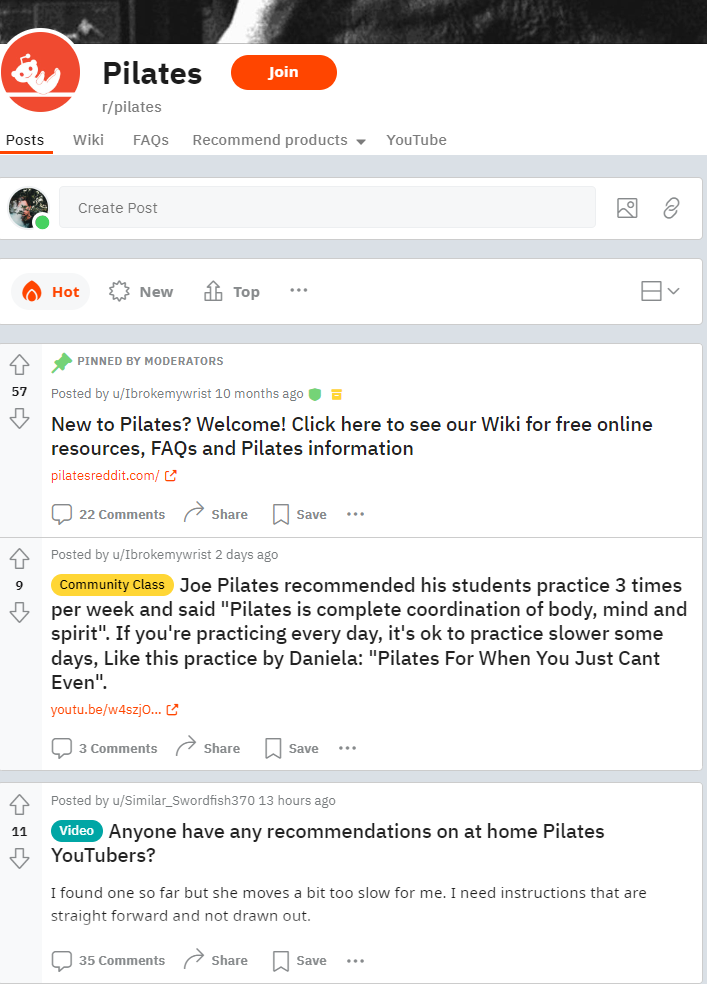 Pilates
Join
r/pilates
Posts Wiki FAQs Recommend products YouTube
Create Post
Hot New Top ...
PINNED BY MODERATORS
57
Posted by u/Ibrokemywrist 10 months ago
New to Pilates? Welcome! Click here to see our Wiki for free online
resources, FAQs and Pilates information
pilatesreddit.com/
22 Comments Share Save ...
Posted by u/Ibrokemywrist 2 days ago
9
Community Class Joe Pilates recommended his students practice 3 times
per week and said "Pilates is complete coordination of body, mind and
spirit". If you're practicing every day, it's ok to practice slower some
days, Like this practice by Daniela: "Pilates For When You Just Cant
Even".
youtu.be/w4szjO...
3 Comments Share Save ...
Posted by u/Similar_Swordfish370 13 hours ago
11
Video Anyone have any recommendations on at home Pilates
YouTubers?
I found one so far but she moves a bit too slow for me. I need instructions that are
straight forward and not drawn out.
35 Comments Share Save ...